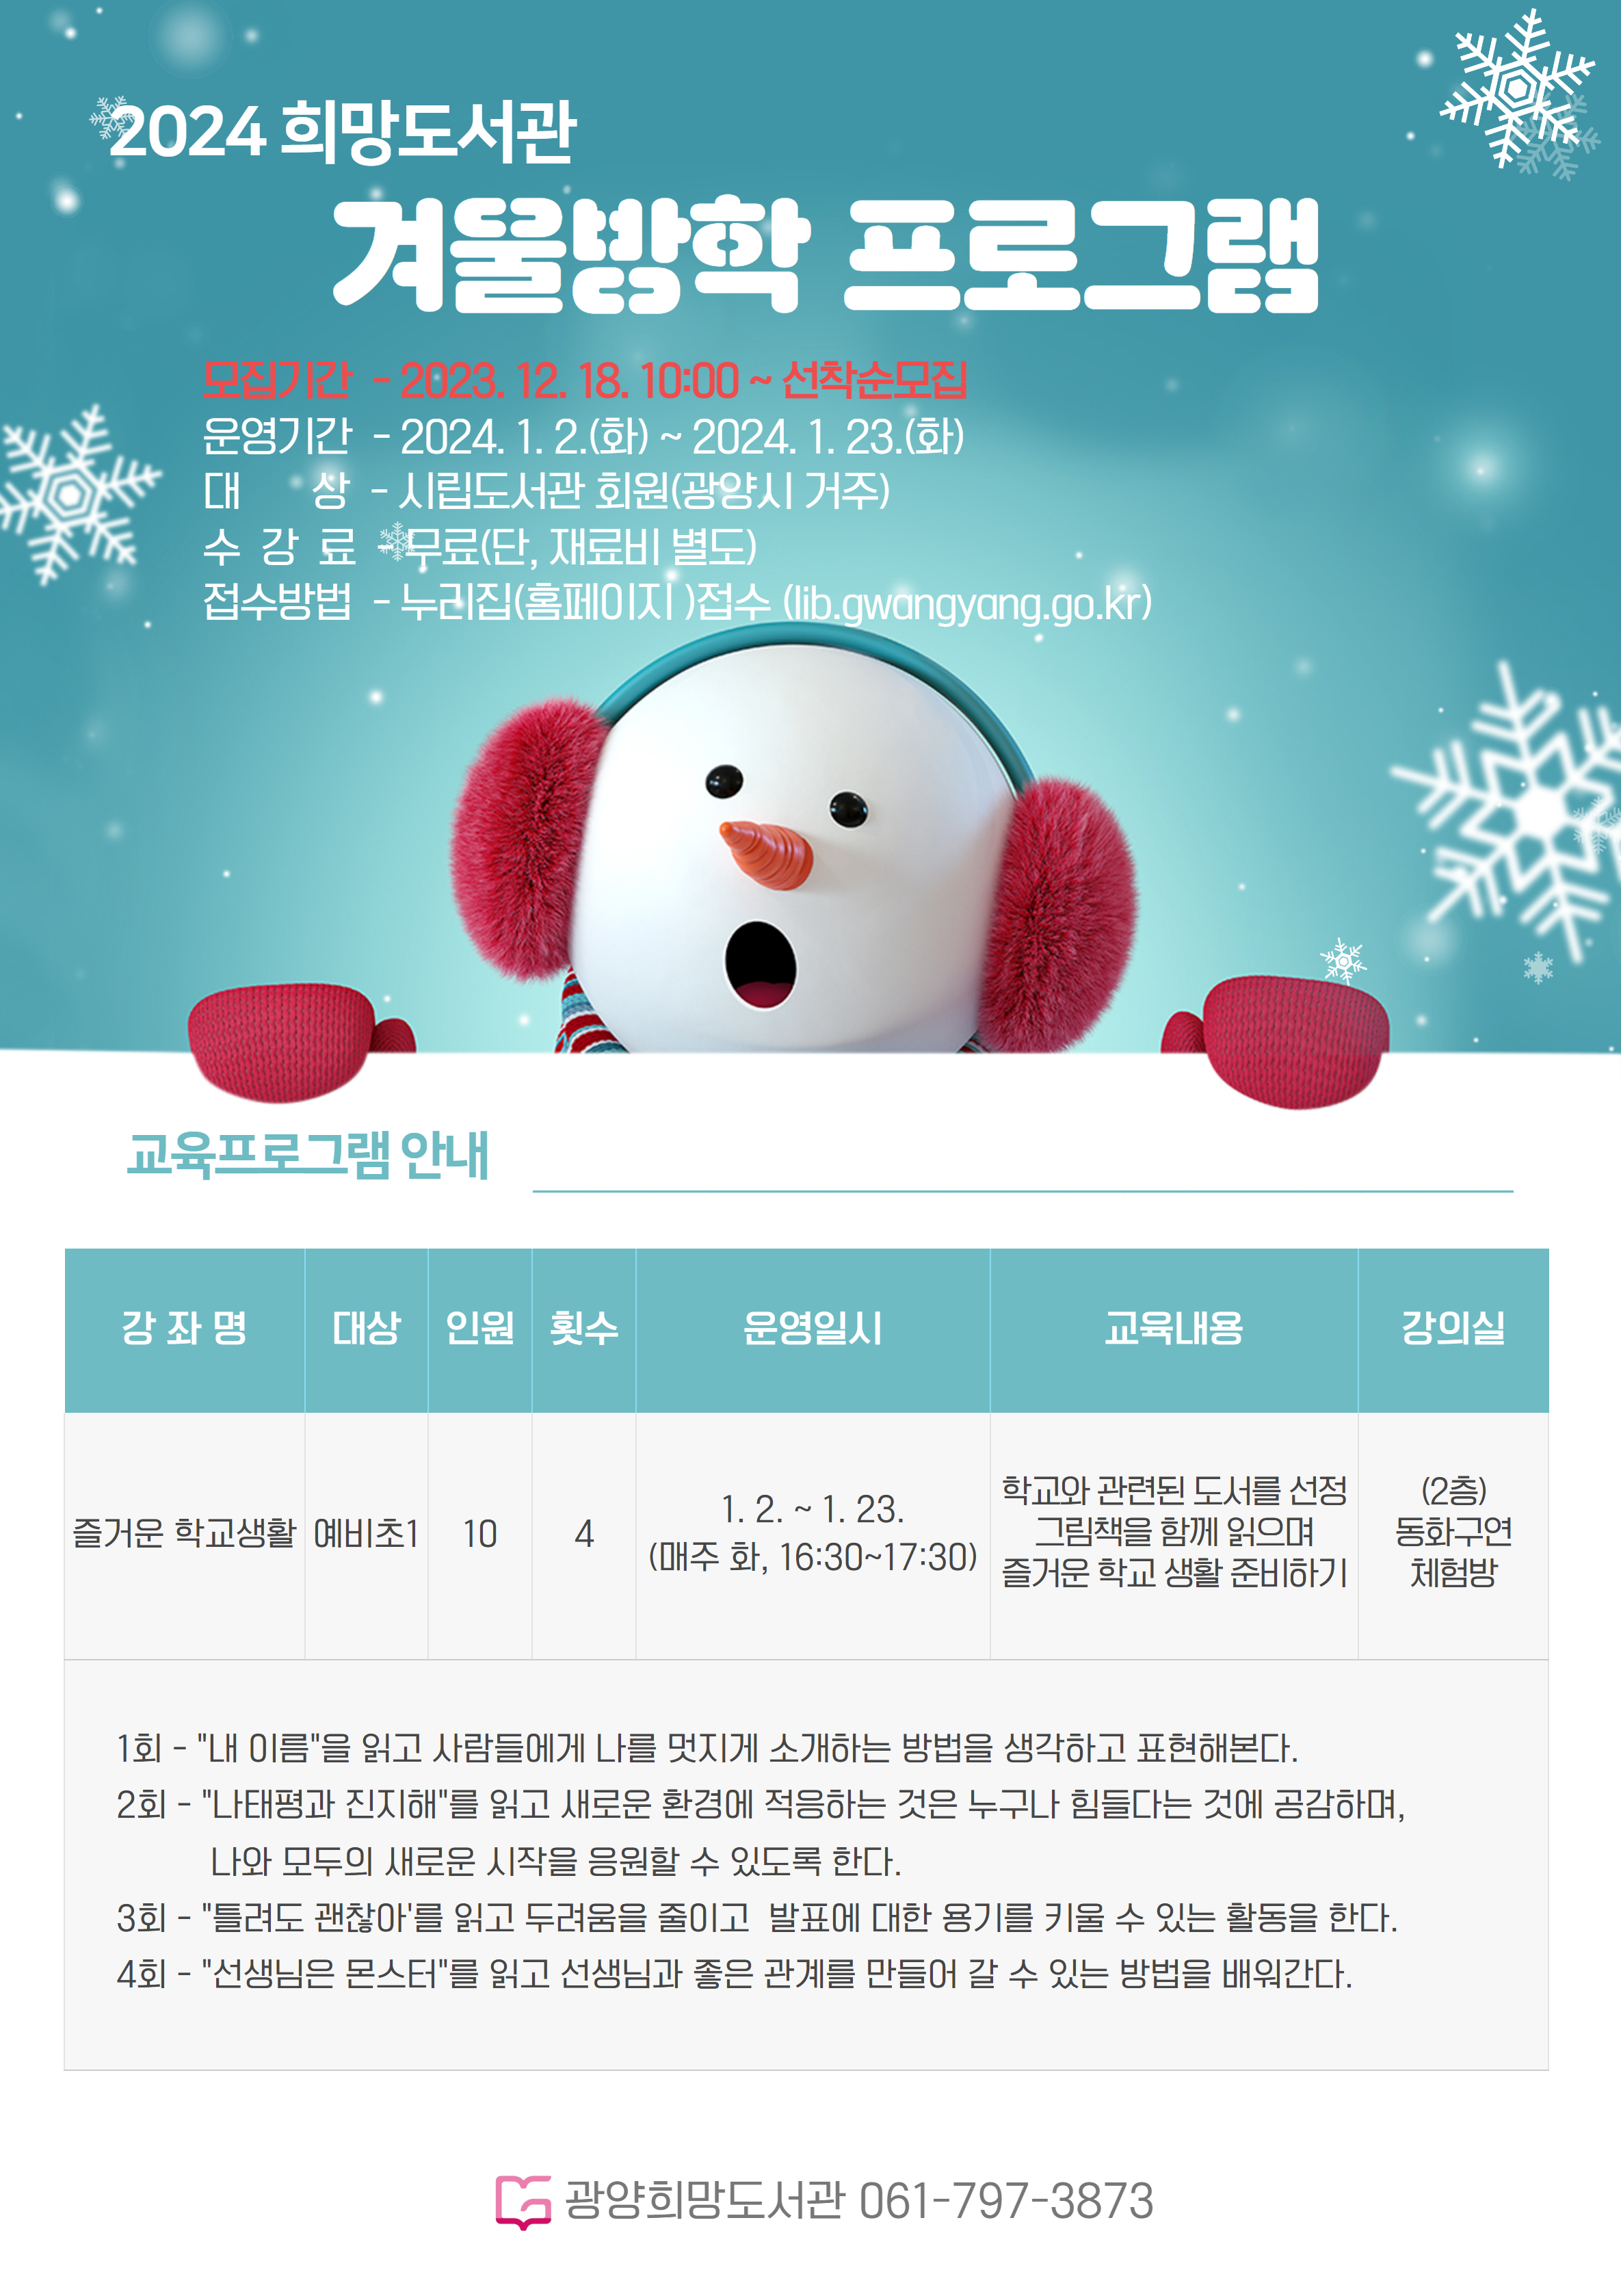 2024 희망도서관
겨울방학 프로그램
모집기간 - 2023. 12. 18. 10:00 ~ 선착순모집
운영기간 - 2024. 1. 2.(화) ~ 2024. 1. 23.(화)
대 상 - 시립도서관 회원(광양시 거주)
수 강 료 - 무료(단, 재료비 별도)
접수방법 - 누리집(홈페이지 )접수 (lib.gwangyang.go.kr)
교육프로그램 안내
강 좌 명 대상 인원 횟수 운영일시 교육내용 강의실
즐거운 학교생활 예비초1 10 4
1. 2. ~ 1. 23.
(매주 화, 16:30~17:30)
학교와 관련된 도서를 선정
그림책을 함께 읽으며
즐거운 학교 생활 준비하기
(2층)
동화구연
체험방
1회 - "내 이름"을 읽고 사람들에게 나를 멋지게 소개하는 방법을 생각하고 표현해본다.
2회 - "나태평과 진지해"를 읽고 새로운 환경에 적응하는 것은 누구나 힘들다는 것에 공감하며,
나와 모두의 새로운 시작을 응원할 수 있도록 한다.
3회 - "틀려도 괜찮아'를 읽고 두려움을 줄이고 발표에 대한 용기를 키울 수 있는 활동을 한다.
4회 - "선생님은 몬스터"를 읽고 선생님과 좋은 관계를 만들어 갈 수 있는 방법을 배워간다.
광양희망도서관 061-797-3873